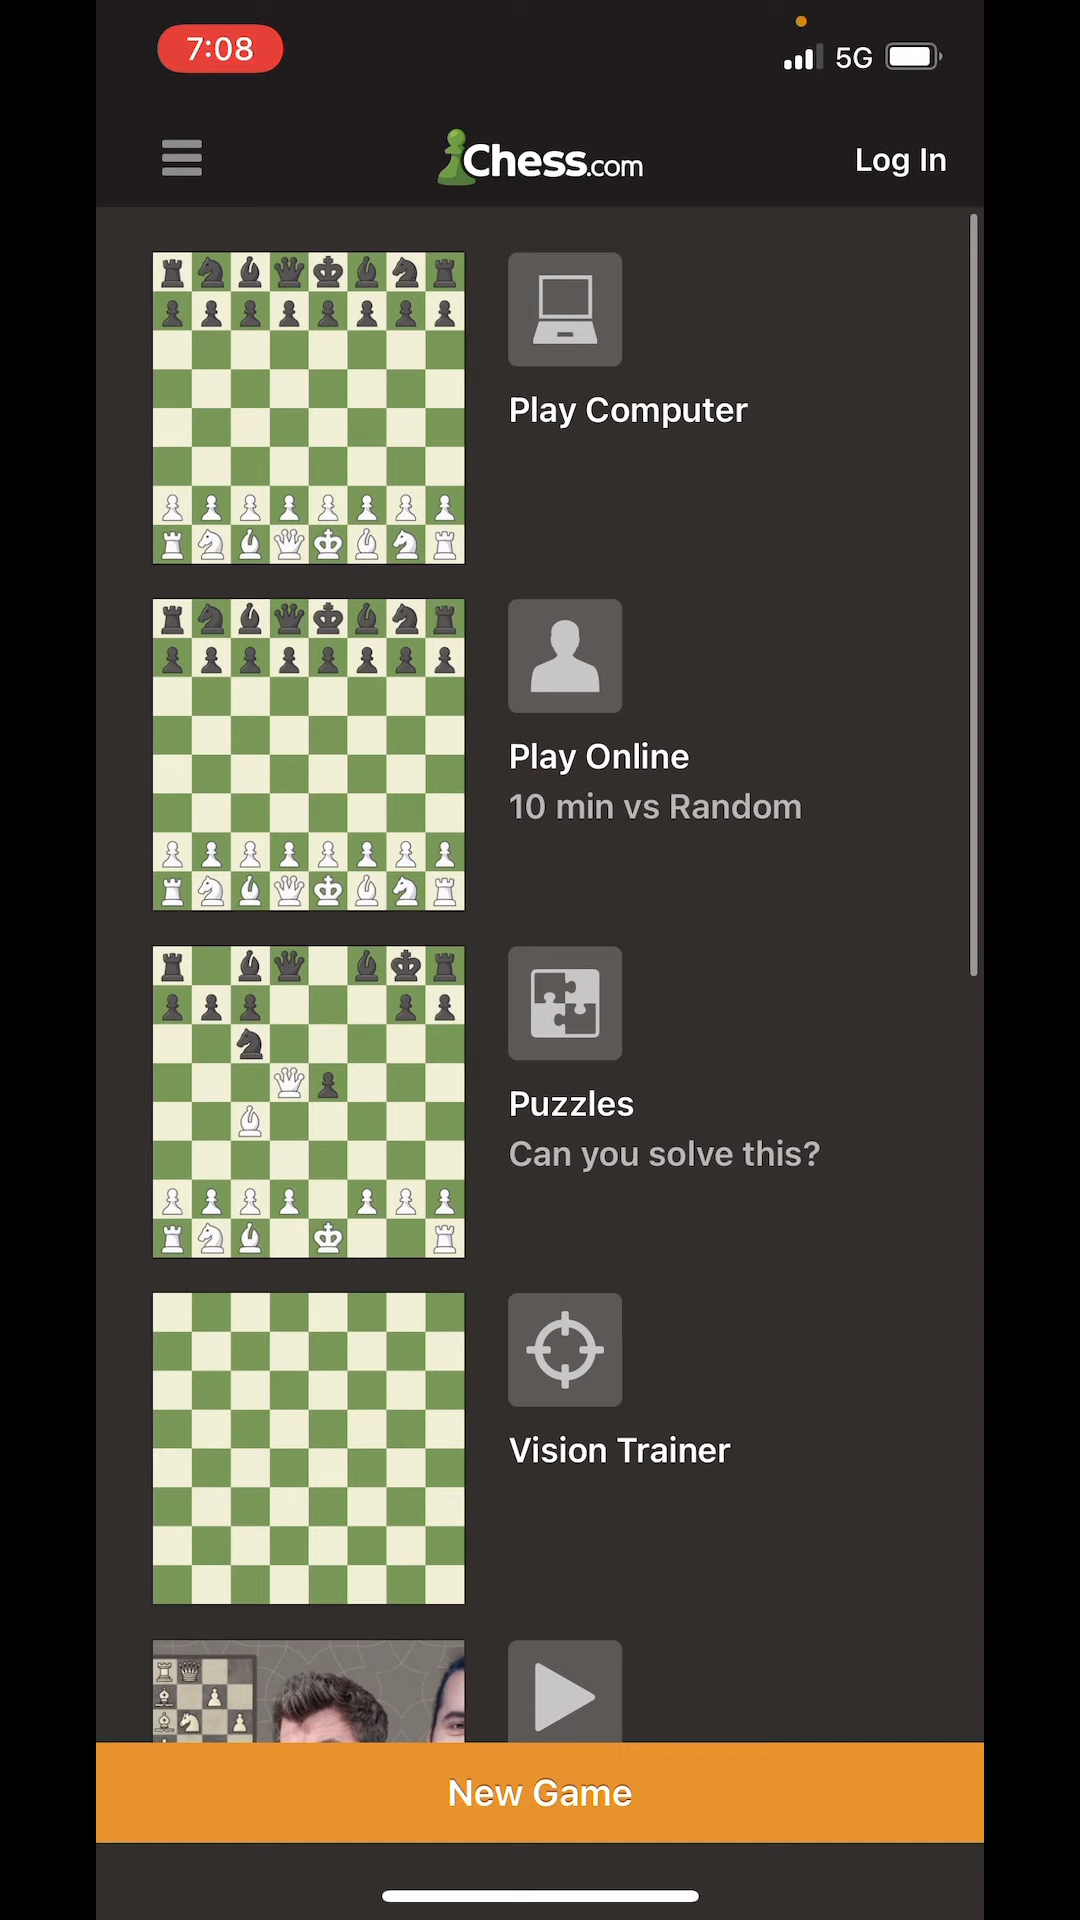 7:08
5G
Chess.com
Log In
Play Computer
Play Online
10 min vs Random
Puzzles
Can you solve this?
Vision Trainer
New Game